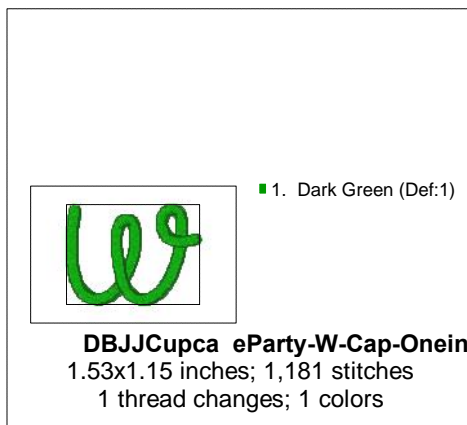 1. Dark Green (Def:1)
W
DBJJCupca eParty-W-Cap-Onein
1.53x1.15 inches; 1,181 stitches
1 thread changes; 1 colors